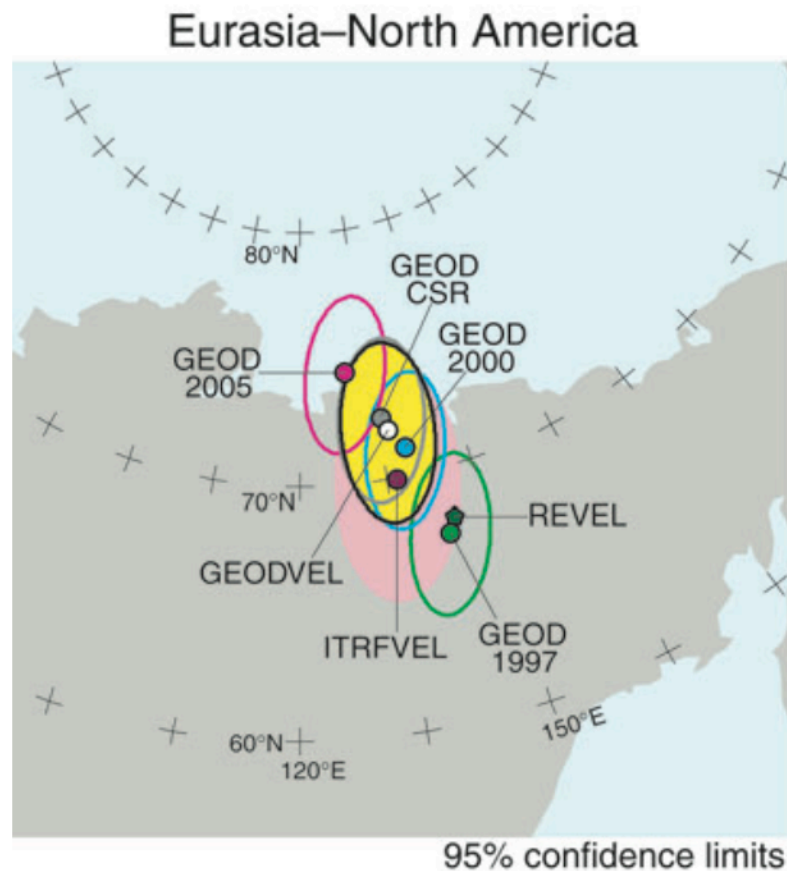 Eurasia–North America
80°N
GEOD
CSR
GEOD
2000
GEOD
2005
70°N
REVEL
GEODVEL
ITRFVEL
GEOD
1997
150°E
60°N
120°E
95% confidence limits